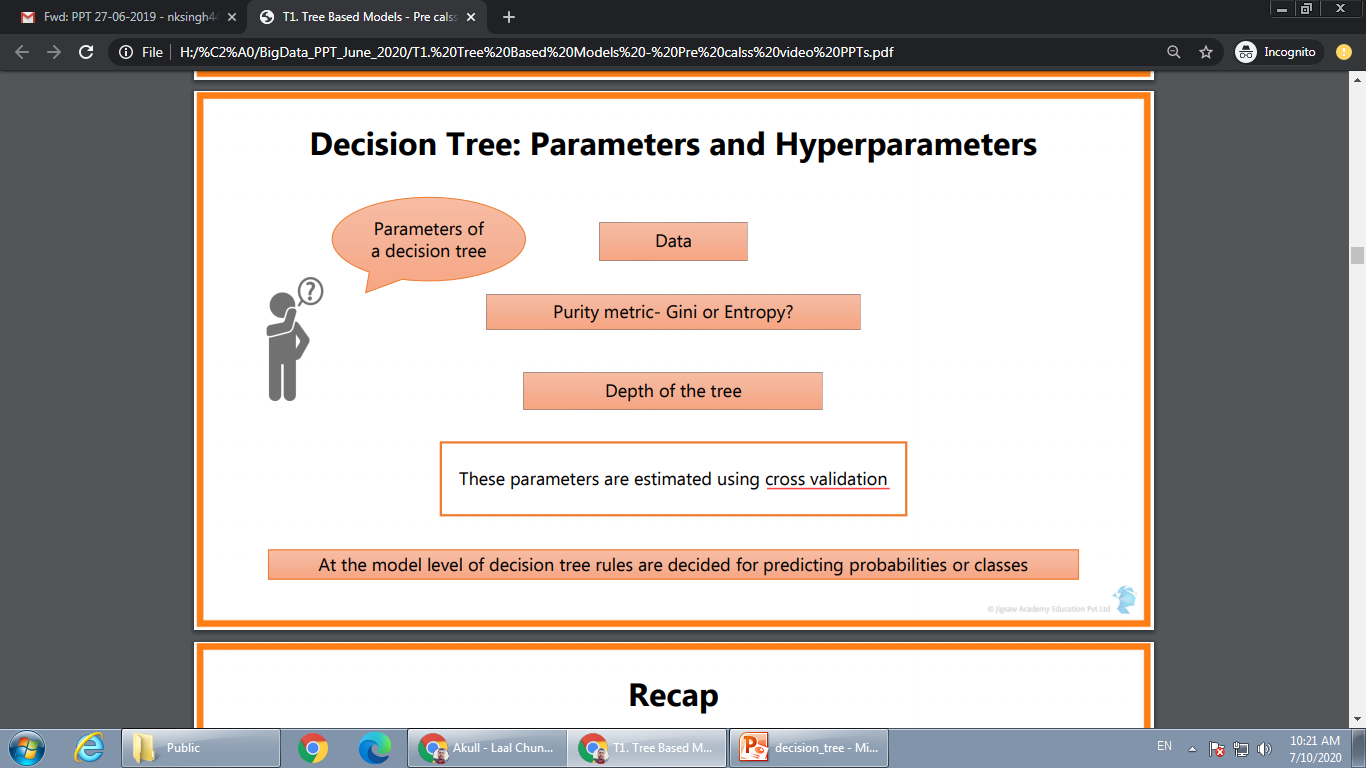 Fwd: PPT 27-06-2019 - nksingh44
T1. Tree Based Models - Pre calss
File
H:/%C2%A0/BigData_PPT_June_2020/T1.%20Tree%20Based%20Models%20-%20Pre%20calss%20video%20PPTs.pdf
Incognito
Decision Tree: Parameters and Hyperparameters
Parameters of
a decision tree
?
Data
Purity metric- Gini or Entropy?
Depth of the tree
These parameters are estimated using cross validation
At the model level of decision tree rules are decided for predicting probabilities or classes
© Jigsaw Academy Education Pvt Ltd
Recap
Public
Akull - Laal Chun...
T1. Tree Based M...
decision_tree - Mi...
EN
10:21 AM
7/10/2020